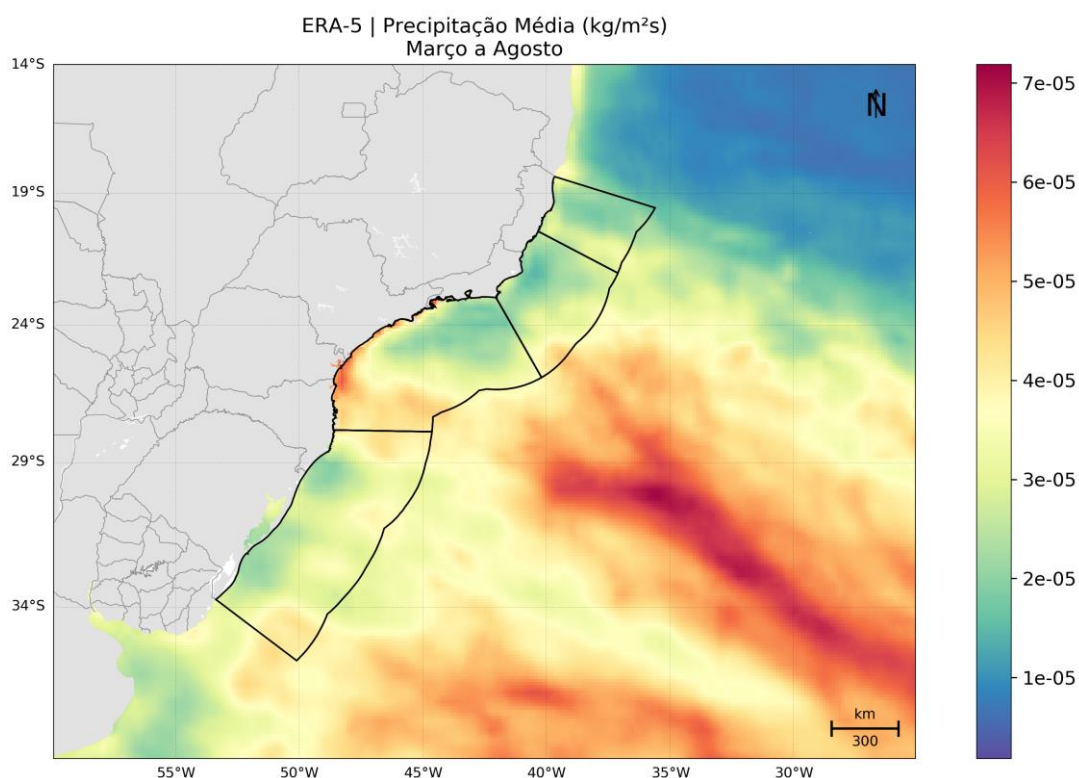 ERA-5 | Precipitação Média (kg/m²s)
Março a Agosto
14°S
19°S
24°S
29°S
34°S
55°W
50°W
45°W
40°W
35°W
30°W
N
km
300
7e-05
6e-05
5e-05
4e-05
3e-05
2e-05
1e-05